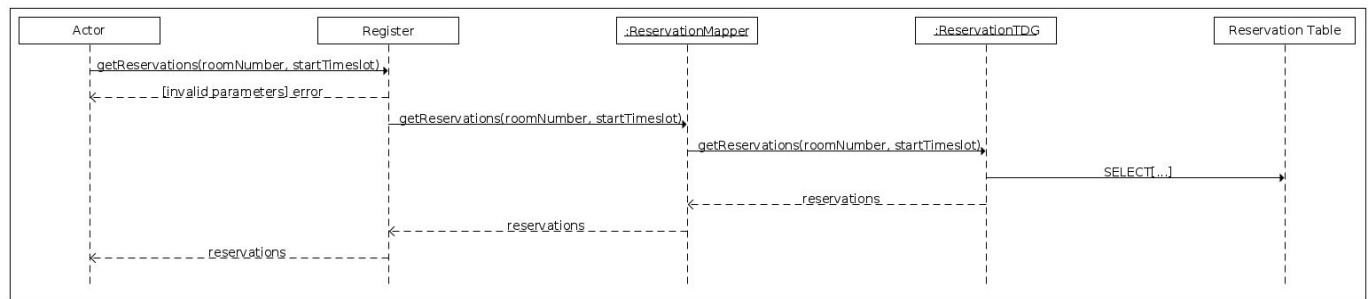 Actor
Register
:ReservationMapper
:ReservationTDG
Reservation Table
getReservations(roomNumber, startTimeslot)
[invalid parameters] error
getReservations(roomNumber, startTimeslot)
getReservations(roomNumber, startTimeslot)
SELECT[...]
reservations
reservations
reservations